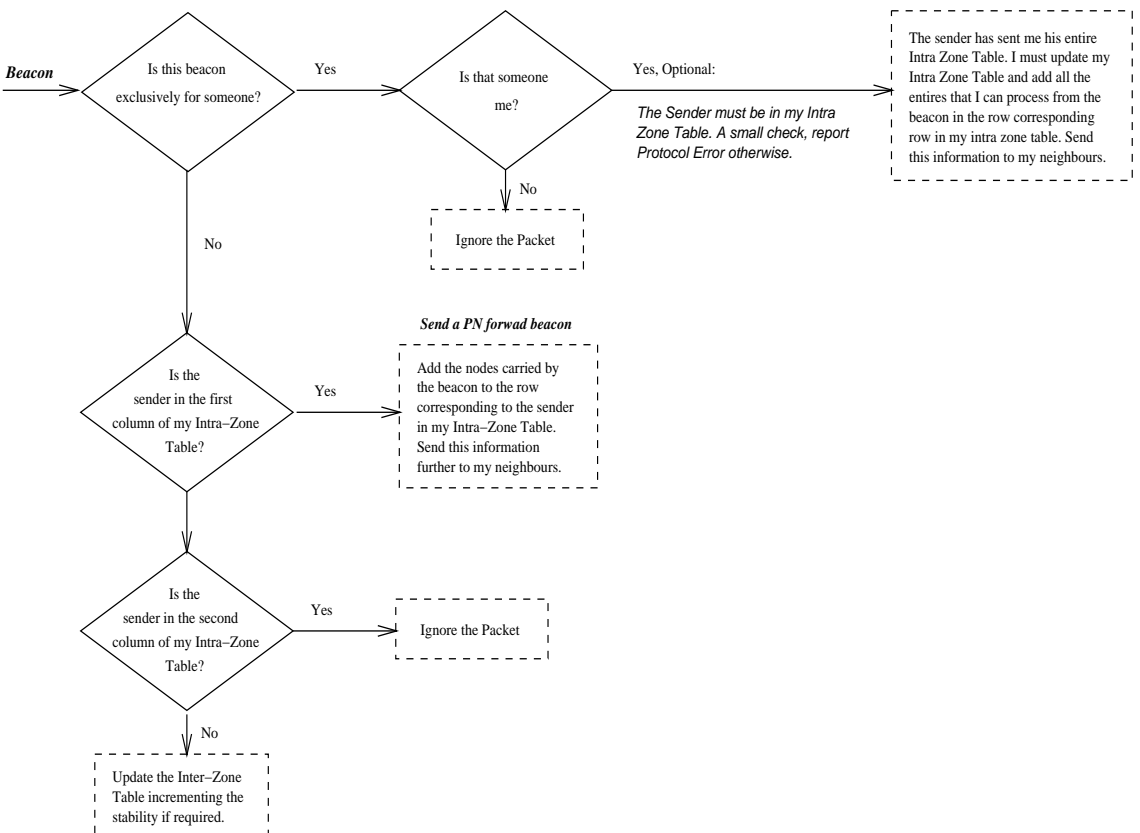 Beacon
Is this beacon
exclusively for someone?
Yes
Is that someone
me?
Yes, Optional:
The Sender must be in my Intra
Zone Table. A small check, report
Protocol Error otherwise.
The sender has sent me his entire
Intra Zone Table. I must update my
Intra Zone Table and add all the
entires that I can process from the
beacon in the row corresponding
row in my intra zone table. Send
this information to my neighbours.
No
Ignore the Packet
No
Send a PN forwad beacon
Is the
sender in the first
column of my Intra−Zone
Table?
Yes
Add the nodes carried by
the beacon to the row
corresponding to the sender
in my Intra−Zone Table.
Send this information
further to my neighbours.
Is the
sender in the second
column of my Intra−Zone
Table?
Yes
Ignore the Packet
No
Update the Inter−Zone
Table incrementing the
stability if required.